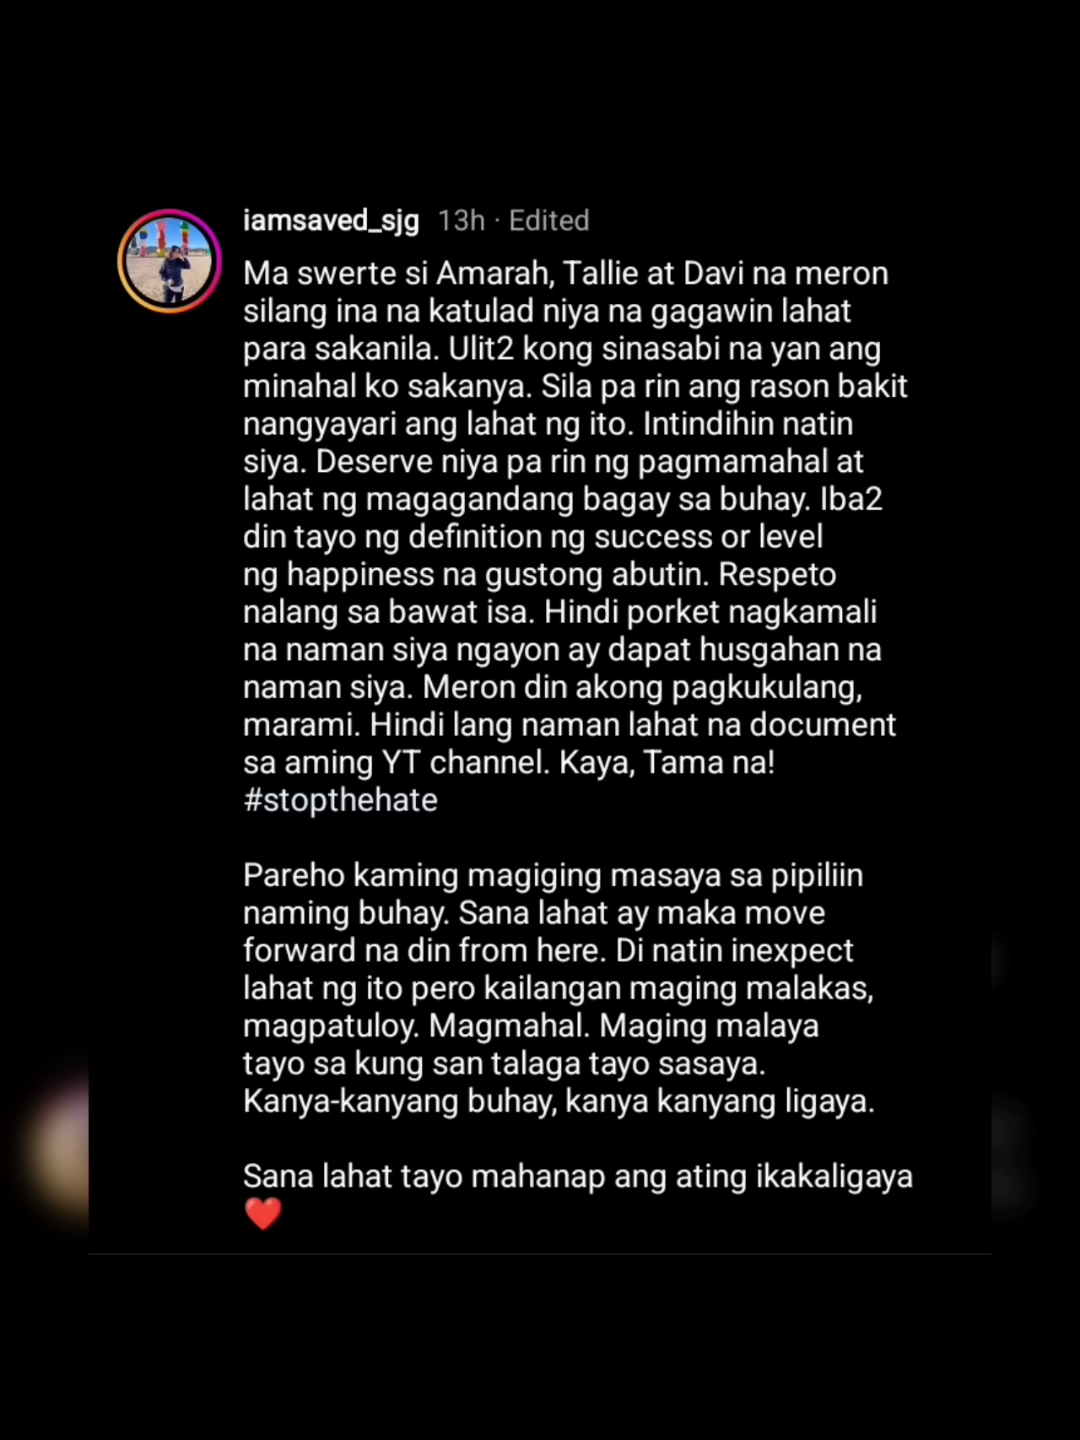 iamsaved_sjg 13h · Edited
Ma swerte si Amarah, Tallie at Davi na meron
silang ina na katulad niya na gagawin lahat
para sakanila. Ulit2 kong sinasabi na yan ang
minahal ko sakanya. Sila pa rin ang rason bakit
nangyayari ang lahat ng ito. Intindihin natin
siya. Deserve niya pa rin ng pagmamahal at
lahat ng magagandang bagay sa buhay. Iba2
din tayo ng definition ng success or level
ng happiness na gustong abutin. Respeto
nalang sa bawat isa. Hindi porket nagkamali
na naman siya ngayon ay dapat husgahan na
naman siya. Meron din akong pagkukulang,
marami. Hindi lang naman lahat na document
sa aming YT channel. Kaya, Tama na!
#stopthehate
Pareho kaming magiging masaya sa pipiliin
naming buhay. Sana lahat ay maka move
forward na din from here. Di natin inexpect
lahat ng ito pero kailangan maging malakas,
magpatuloy. Magmahal. Maging malaya
tayo sa kung san talaga tayo sasaya.
Kanya-kanyang buhay, kanya kanyang ligaya.
Sana lahat tayo mahanap ang ating ikakaligaya
❤️